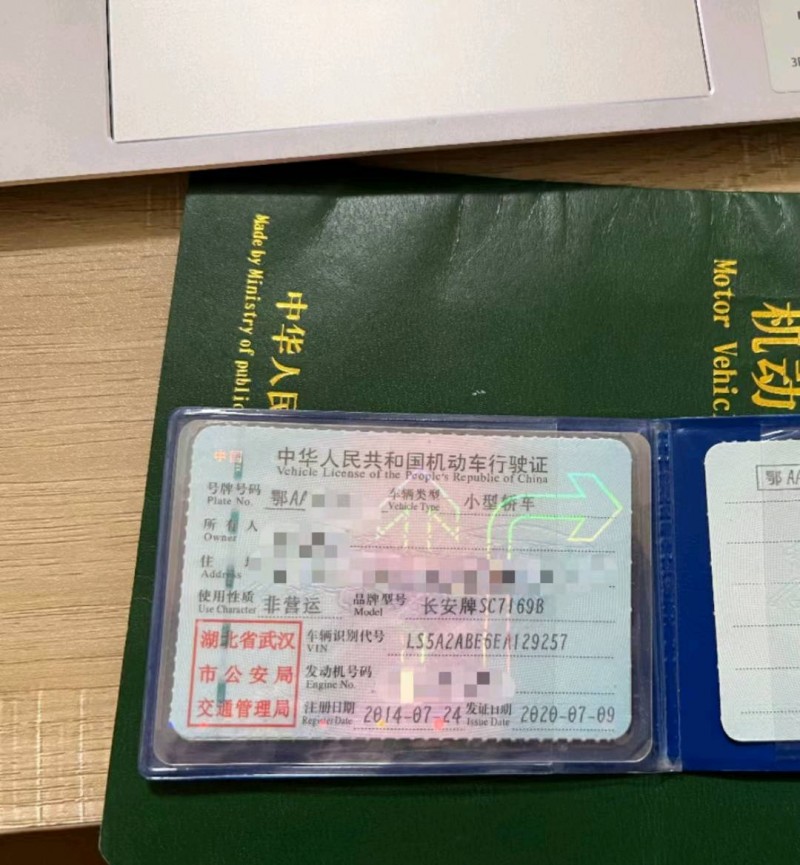 Made by Ministry of public
中华人民
Motor Vehic
机动
中华人民共和国机动车行驶证
Vehicle License of the People's Republic of China
号牌号码 鄂AA 车辆类型 小型轿车
Plate No. Vehicle Type
所有人
Owner
住
Address
使用性质 非营运 品牌型号 长安牌SC7169B
Use Character Model
湖北省武汉 车辆识别代号 LS5A2ABE6EA129257
VIN
市公安局 发动机号码
Engine No.
交通管理局 注册日期 2014-07-24 发证日期 2020-07-09
Register Date Issue Date
鄂A